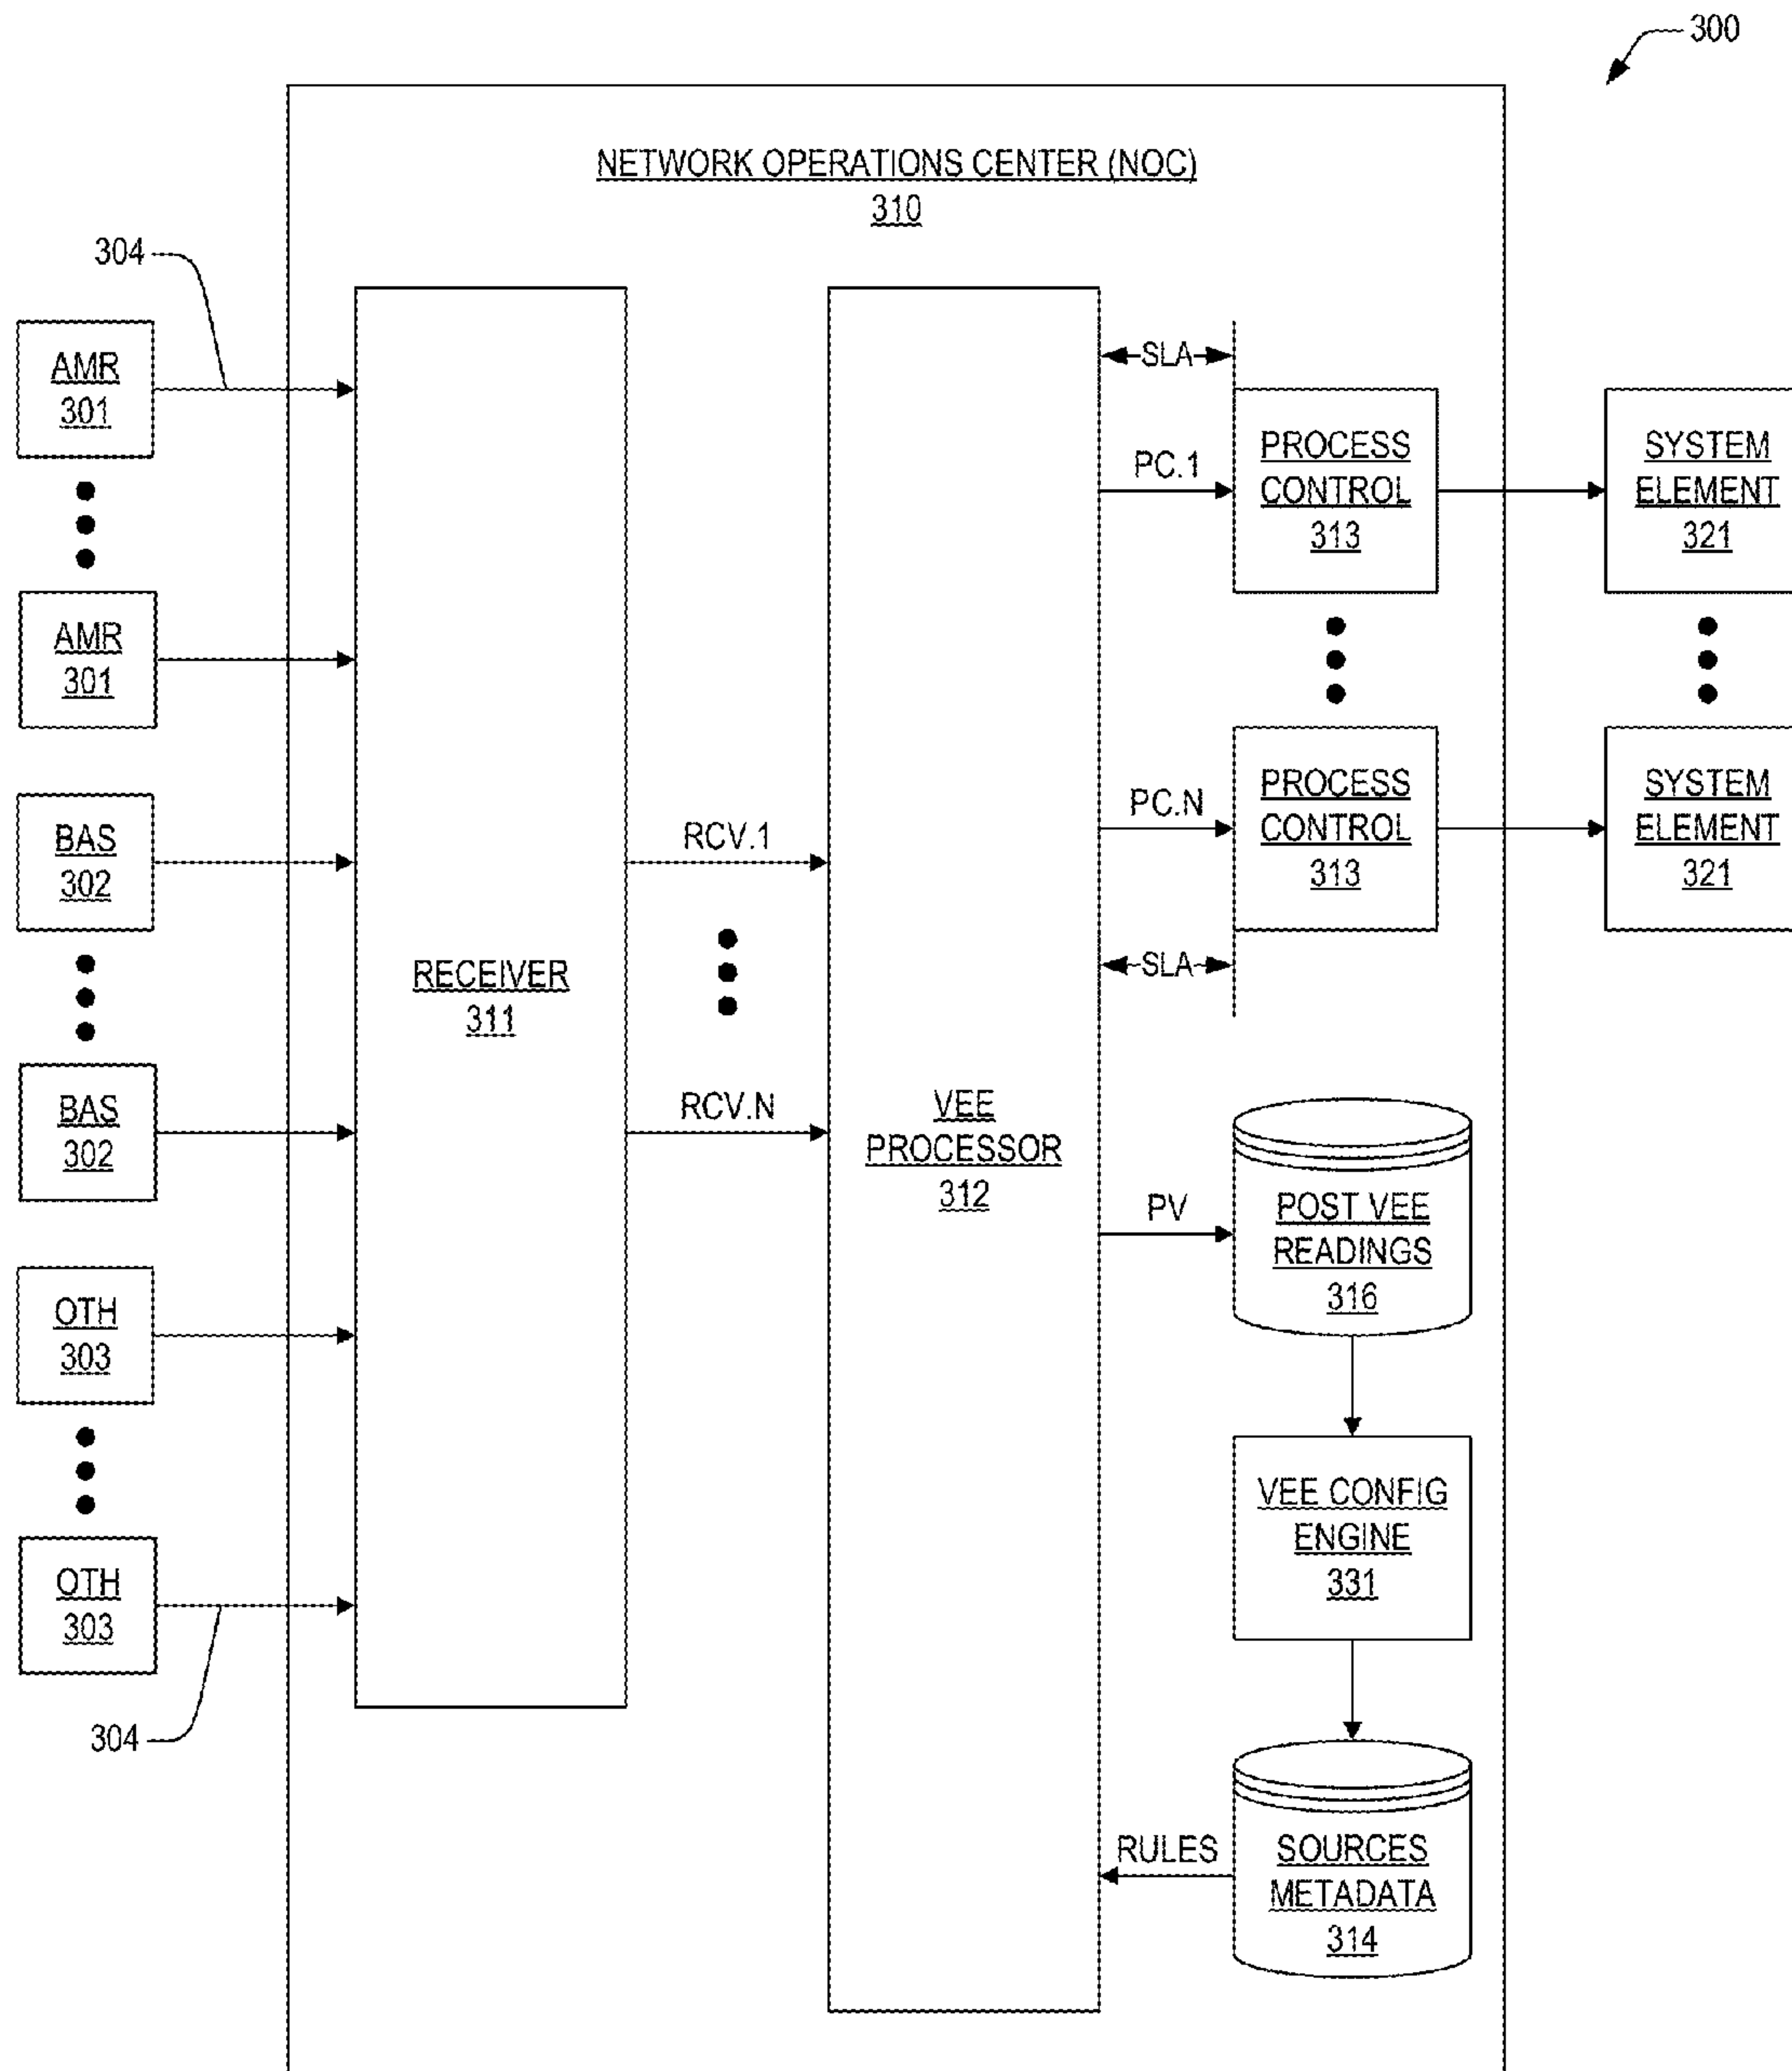 300
NETWORK OPERATIONS CENTER (NOC)
310
304
AMR
301
AMR
301
BAS
302
BAS
302
OTH
303
OTH
303
304
RECEIVER
311
RCV.1
RCV.N
VEE
PROCESSOR
312
SLA
PC.1
PROCESS
CONTROL
313
SYSTEM
ELEMENT
321
PC.N
PROCESS
CONTROL
313
SYSTEM
ELEMENT
321
SLA
PV
POST VEE
READINGS
316
VEE CONFIG
ENGINE
331
RULES
SOURCES
METADATA
314